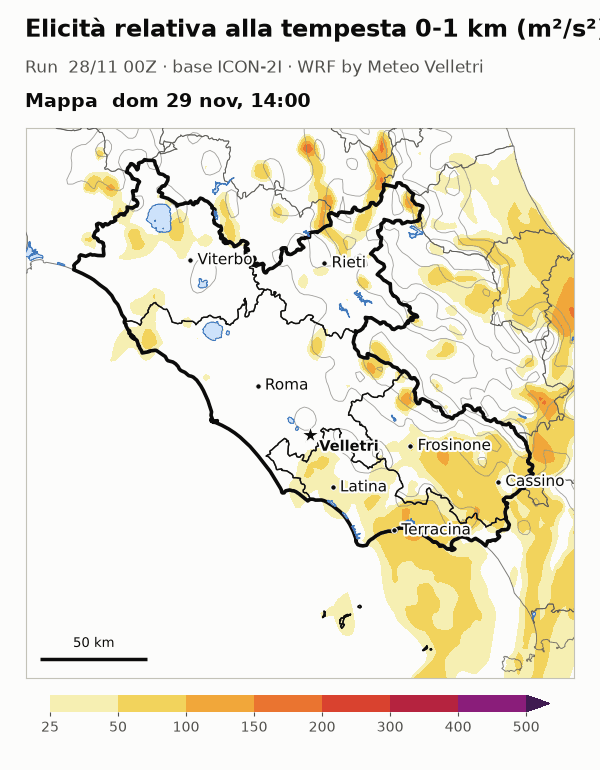 Elicità relativa alla tempesta 0-1 km (m²/s²)
Run 28/11 00Z · base ICON-2I · WRF by Meteo Velletri
Mappa dom 29 nov, 14:00
Viterbo
Rieti
Roma
Velletri
Frosinone
Cassino
Latina
Terracina
50 km
25 50 100 150 200 300 400 500